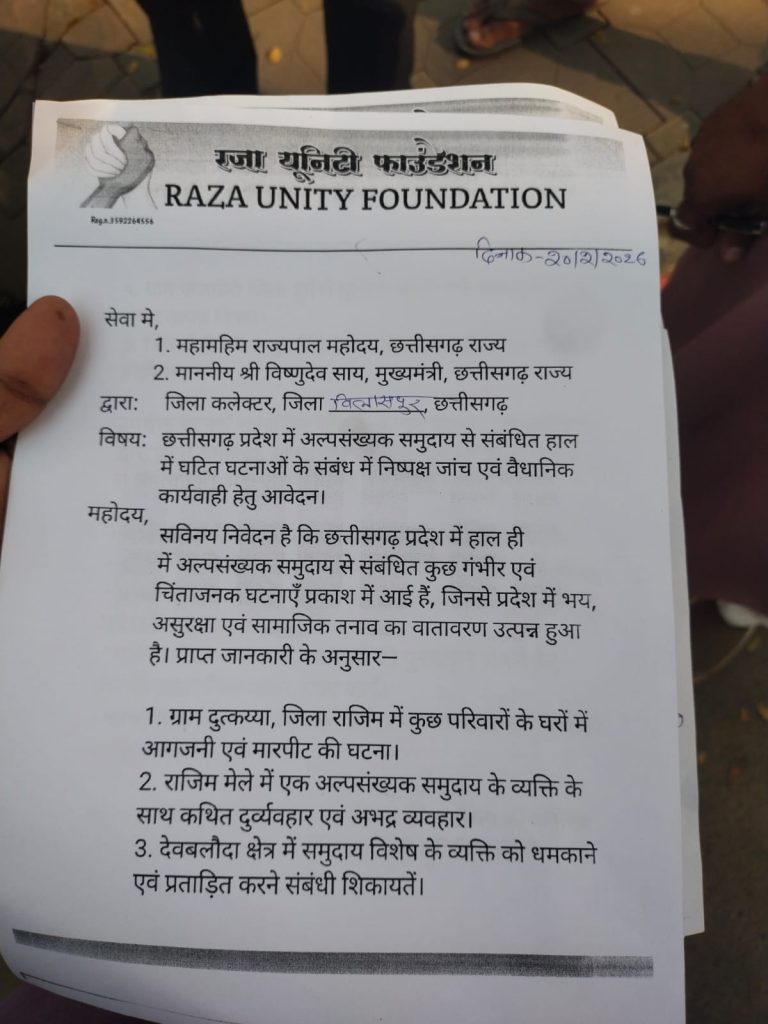 रजा यूनिटी फाउंडेशन
RAZA UNITY FOUNDATION
Reg.n.3592264556
दिनाक-20/2/2026
सेवा मे,
1. महामहिम राज्यपाल महोदय, छत्तीसगढ़ राज्य
2. माननीय श्री विष्णुदेव साय, मुख्यमंत्री, छत्तीसगढ़ राज्य
द्वारा: जिला कलेक्टर, जिला बिलासपुर, छत्तीसगढ़
विषय: छत्तीसगढ़ प्रदेश में अल्पसंख्यक समुदाय से संबंधित हाल
में घटित घटनाओं के संबंध में निष्पक्ष जांच एवं वैधानिक
कार्यवाही हेतु आवेदन।
महोदय,
सविनय निवेदन है कि छत्तीसगढ़ प्रदेश में हाल ही
में अल्पसंख्यक समुदाय से संबंधित कुछ गंभीर एवं
चिंताजनक घटनाएँ प्रकाश में आई हैं, जिनसे प्रदेश में भय,
असुरक्षा एवं सामाजिक तनाव का वातावरण उत्पन्न हुआ
है। प्राप्त जानकारी के अनुसार—
1. ग्राम दुत्कय्या, जिला राजिम में कुछ परिवारों के घरों में
आगजनी एवं मारपीट की घटना।
2. राजिम मेले में एक अल्पसंख्यक समुदाय के व्यक्ति के
साथ कथित दुर्व्यवहार एवं अभद्र व्यवहार।
3. देवबलौदा क्षेत्र में समुदाय विशेष के व्यक्ति को धमकाने
एवं प्रताड़ित करने संबंधी शिकायतें।